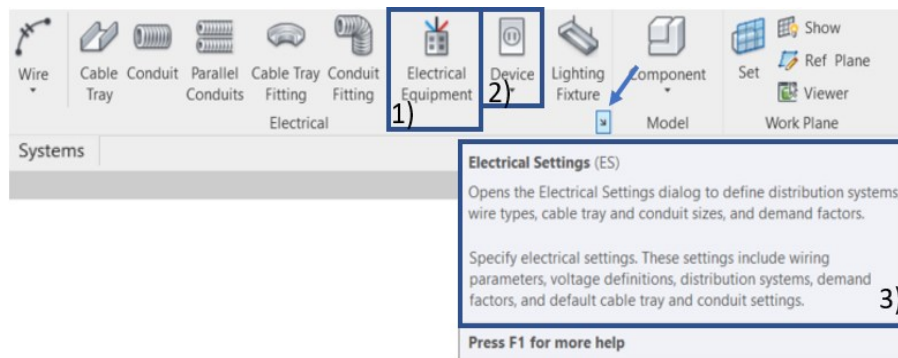 Wire
Cable Tray
Conduit
Parallel Conduits
Cable Tray Fitting
Conduit Fitting
Electrical Equipment
1)
Device
2)
Lighting Fixture
Component
Set
Show
Ref Plane
Viewer
Electrical
Model
Work Plane
Systems
Electrical Settings (ES)
Opens the Electrical Settings dialog to define distribution systems
wire types, cable tray and conduit sizes, and demand factors.
Specify electrical settings. These settings include wiring
parameters, voltage definitions, distribution systems, demand
factors, and default cable tray and conduit settings.
3)
Press F1 for more help